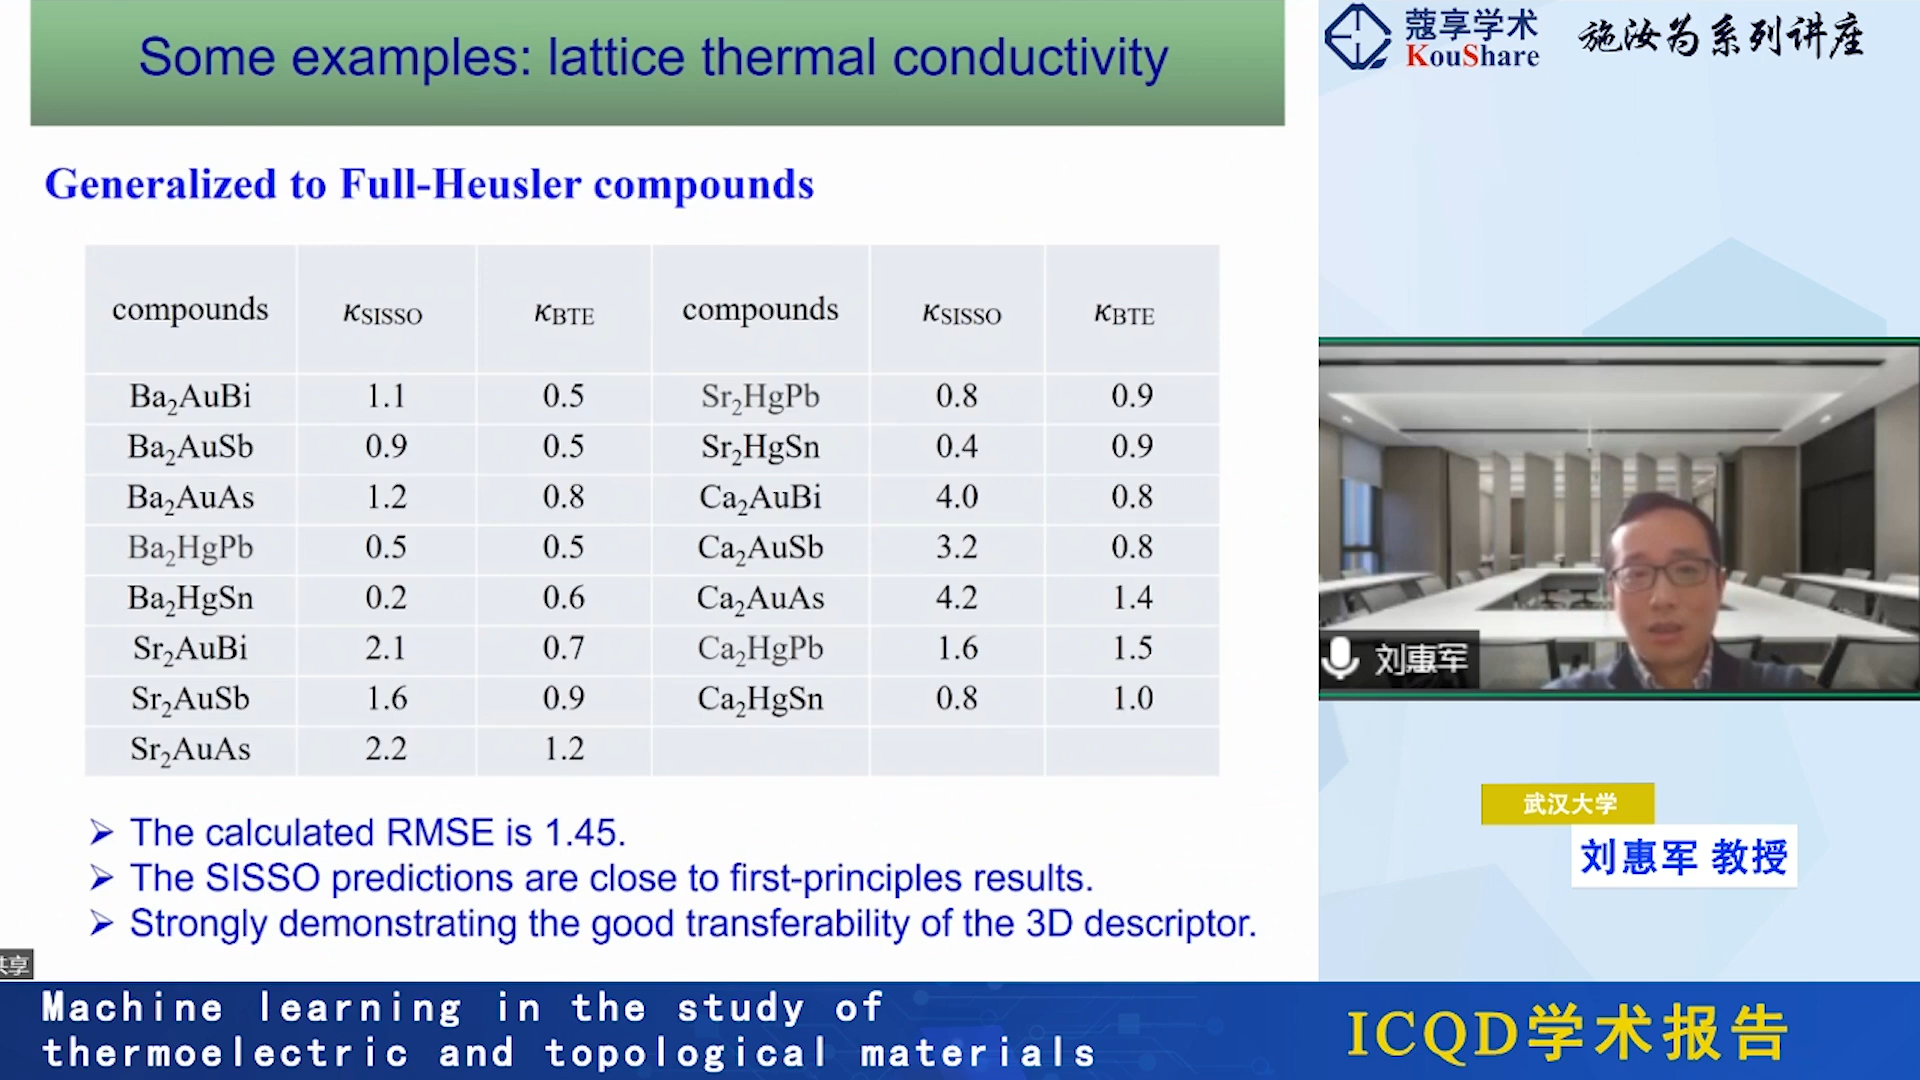 Some examples: lattice thermal conductivity
Generalized to Full-Heusler compounds
compounds κSISSO κBTE compounds κSISSO κBTE
Ba2AuBi 1.1 0.5 Sr2HgPb 0.8 0.9
Ba2AuSb 0.9 0.5 Sr2HgSn 0.4 0.9
Ba2AuAs 1.2 0.8 Ca2AuBi 4.0 0.8
Ba2HgPb 0.5 0.5 Ca2AuSb 3.2 0.8
Ba2HgSn 0.2 0.6 Ca2AuAs 4.2 1.4
Sr2AuBi 2.1 0.7 Ca2HgPb 1.6 1.5
Sr2AuSb 1.6 0.9 Ca2HgSn 0.8 1.0
Sr2AuAs 2.2 1.2
➢ The calculated RMSE is 1.45.
➢ The SISSO predictions are close to first-principles results.
➢ Strongly demonstrating the good transferability of the 3D descriptor.
共享
蔻享学术
KouShare
施汝为系列讲座
刘惠军
武汉大学
刘惠军 教授
Machine learning in the study of
thermoelectric and topological materials
ICQD学术报告